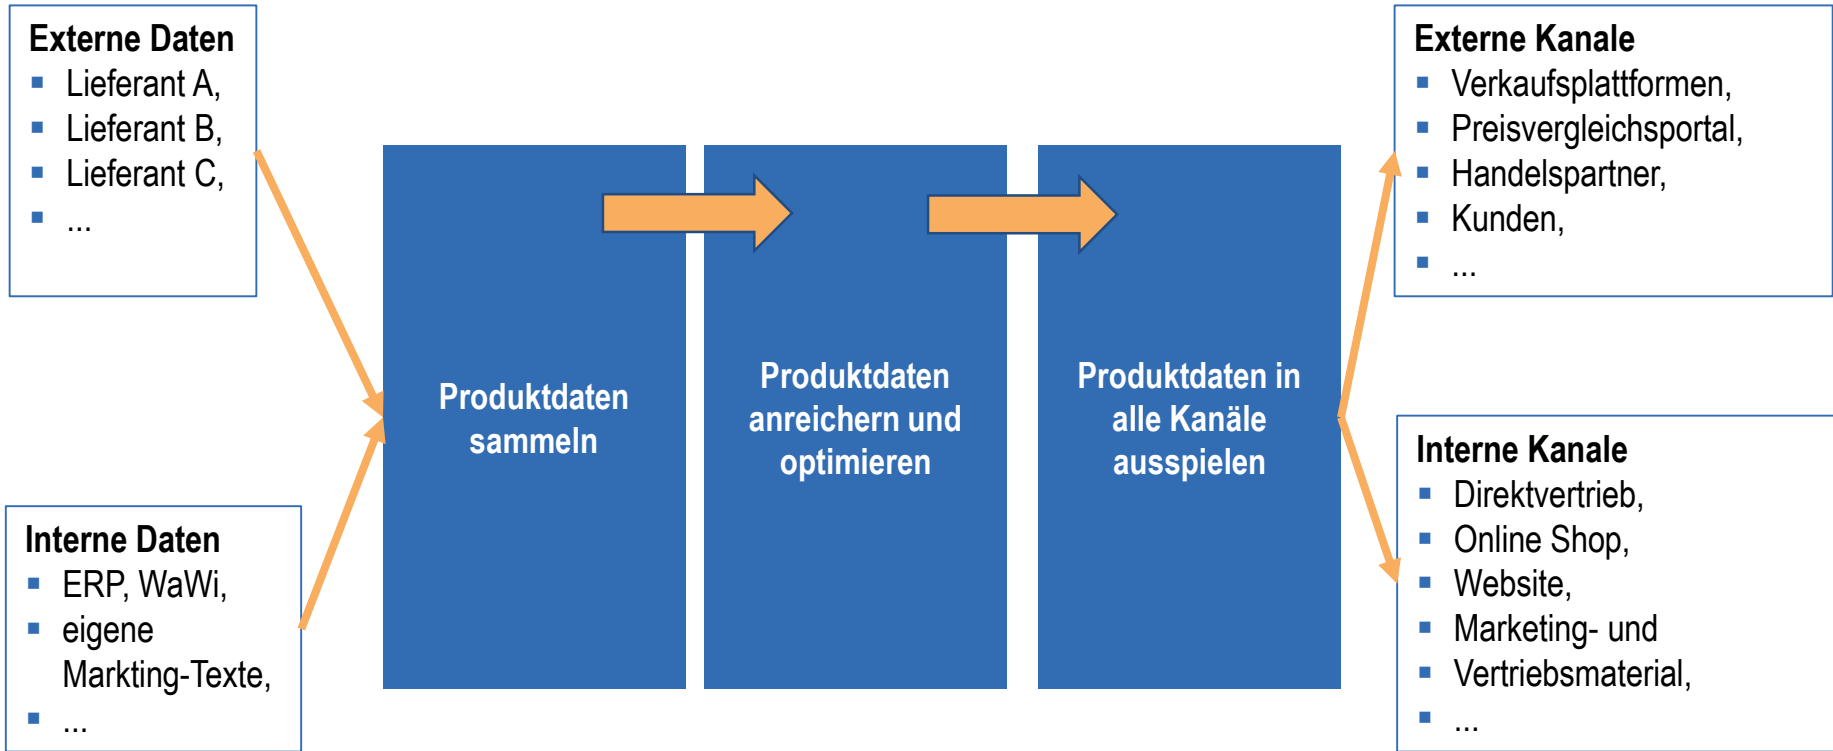 Externe Daten
Lieferant A,
Lieferant B,
Lieferant C,
...
Interne Daten
ERP, WaWi,
eigene
Markting-Texte,
...
Produktdaten
sammeln
Produktdaten
anreichern und
optimieren
Produktdaten in
alle Kanäle
ausspielen
Externe Kanale
Verkaufsplattformen,
Preisvergleichsportal,
Handelspartner,
Kunden,
...
Interne Kanale
Direktvertrieb,
Online Shop,
Website,
Marketing- und
Vertriebsmaterial,
...